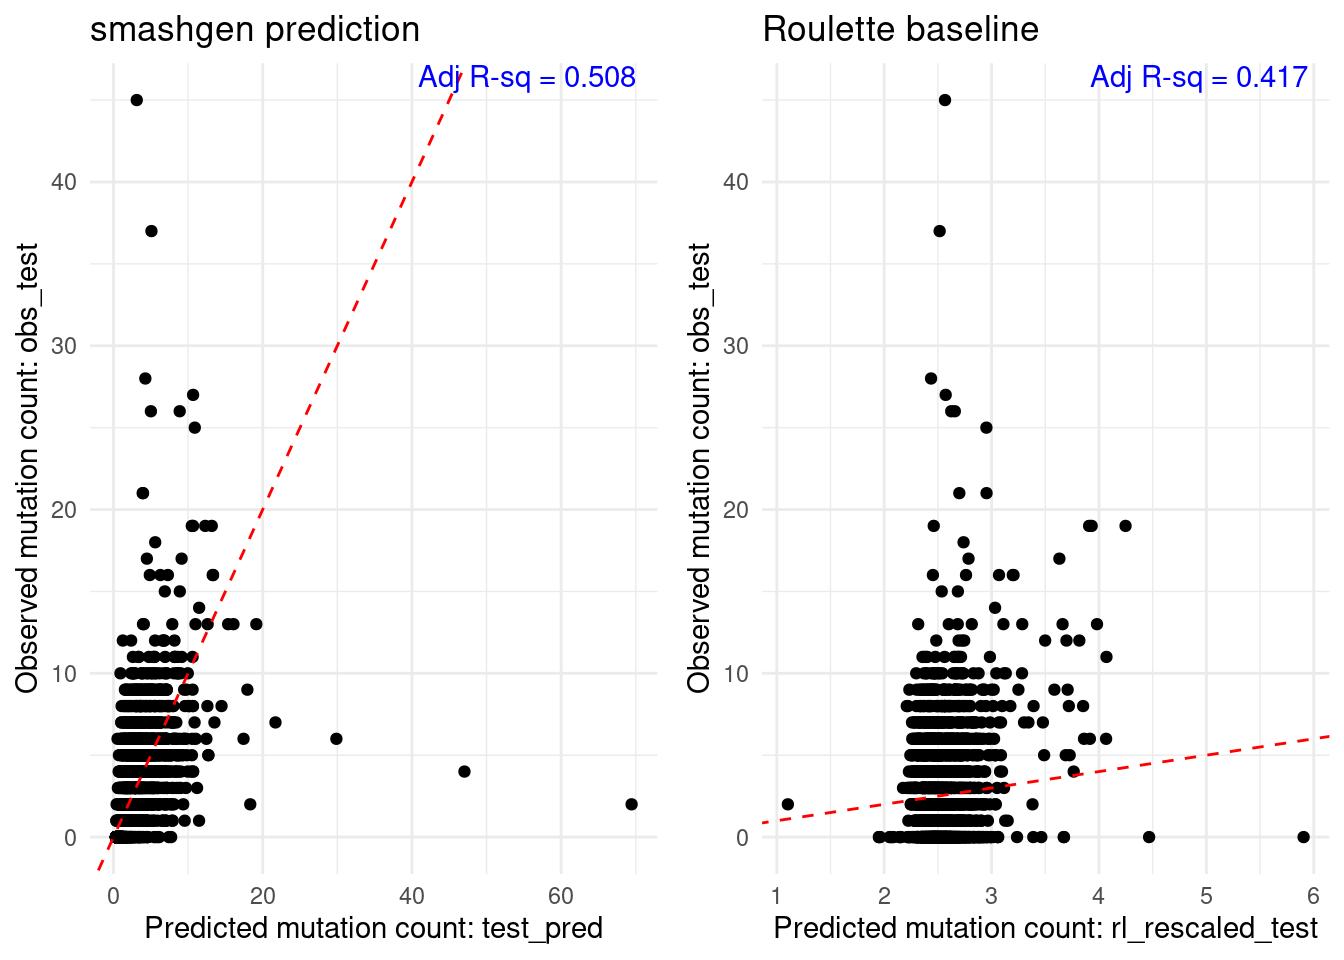 smashgen prediction
Adj R-sq = 0.508
Observed mutation count: obs_test
40
30
20
10
0
0
20
40
60
Predicted mutation count: test_pred
Roulette baseline
Adj R-sq = 0.417
Observed mutation count: obs_test
40
30
20
10
0
1
2
3
4
5
6
Predicted mutation count: rl_rescaled_test